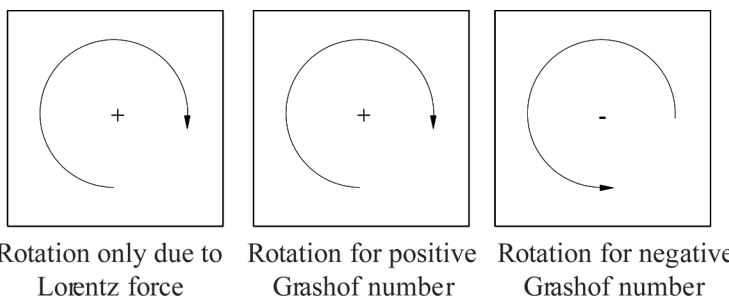 +
+
-
Rotation only due to
Lorentz force
Rotation for positive
Grashof number
Rotation for negative
Grashof number